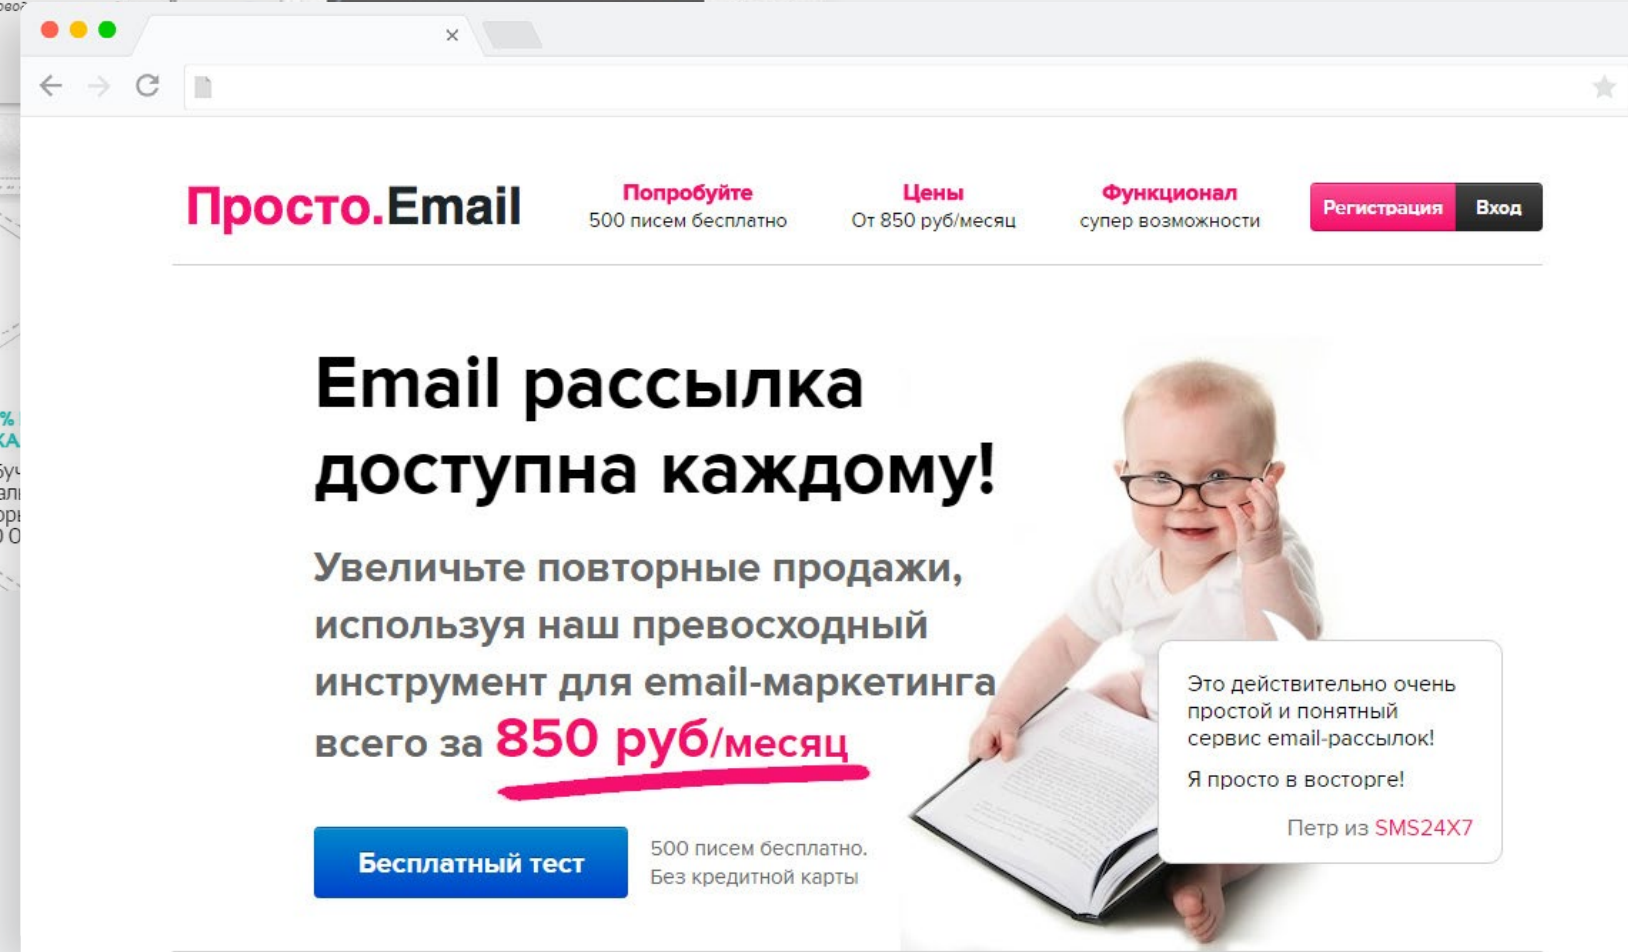 Просто.Email
Попробуйте
500 писем бесплатно
Цены
От 850 руб/месяц
Функционал
супер возможности
Регистрация
Вход
Email рассылка
доступна каждому!
Увеличьте повторные продажи,
используя наш превосходный
инструмент для email-маркетинга
всего за 850 руб/месяц
Бесплатный тест
500 писем бесплатно.
Без кредитной карты
Это действительно очень
простой и понятный
сервис email-рассылок!
Я просто в восторге!
Петр из SMS24X7